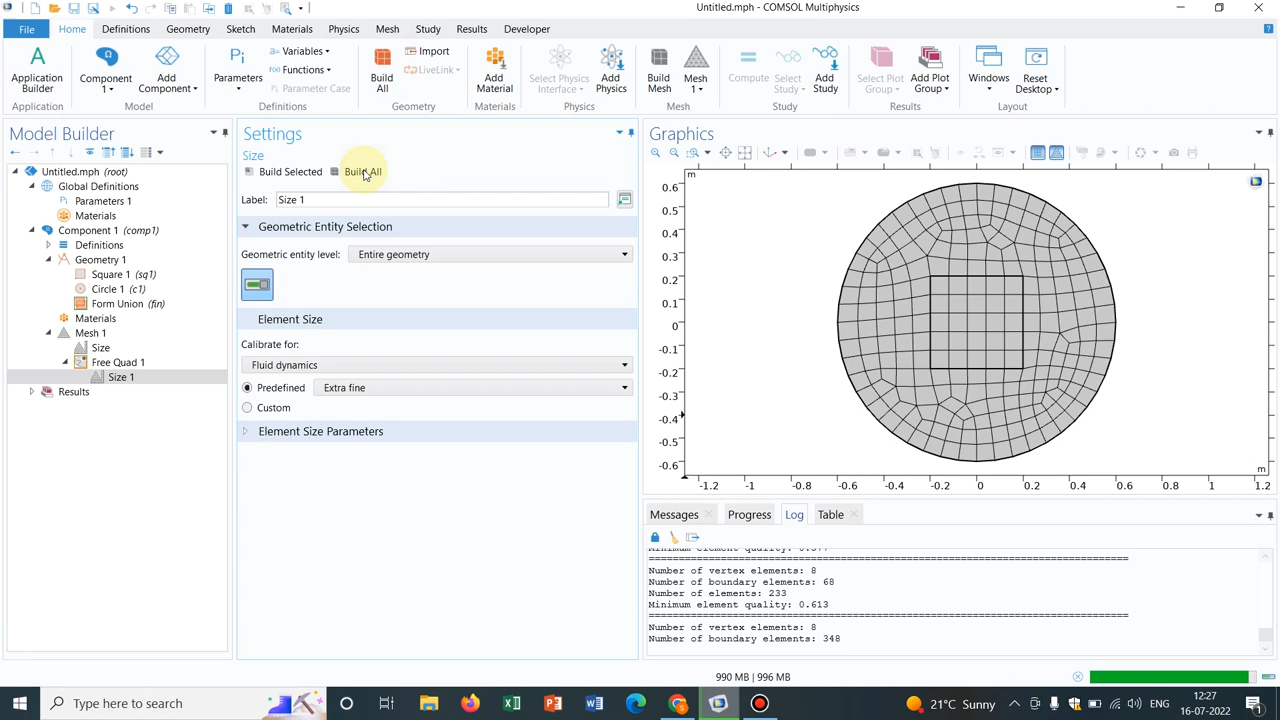 Untitled.mph - COMSOL Multiphysics
File Home Definitions Geometry Sketch Materials Physics Mesh Study Results Developer
Application Builder
Component 1
Add Component
Parameters
a= Variables
f(x) Functions
Parameter Case
Build All
Import
LiveLink
Add Material
Select Physics Interface
Add Physics
Build Mesh
Mesh 1
Compute
Select Study
Add Study
Select Plot Group
Add Plot Group
Windows
Reset Desktop
Application Model Definitions Geometry Materials Physics Mesh Study Results Layout
Model Builder
Untitled.mph (root)
Global Definitions
Parameters 1
Materials
Component 1 (comp1)
Definitions
Geometry 1
Square 1 (sq1)
Circle 1 (c1)
Form Union (fin)
Materials
Mesh 1
Size
Free Quad 1
Size 1
Results
Settings
Size
Build Selected Build All
Label: Size 1
Geometric Entity Selection
Geometric entity level: Entire geometry
Element Size
Calibrate for:
Fluid dynamics
Predefined Extra fine
Custom
Element Size Parameters
Graphics
m
0.6
0.5
0.4
0.3
0.2
0.1
0
-0.1
-0.2
-0.3
-0.4
-0.5
-0.6
m
-1.2 -1 -0.8 -0.6 -0.4 -0.2 0 0.2 0.4 0.6 0.8 1 1.2
Messages Progress Log Table
Number of vertex elements: 8
Number of boundary elements: 68
Number of elements: 233
Minimum element quality: 0.613
Number of vertex elements: 8
Number of boundary elements: 348
990 MB | 996 MB
Type here to search
21°C Sunny
ENG
12:27
16-07-2022